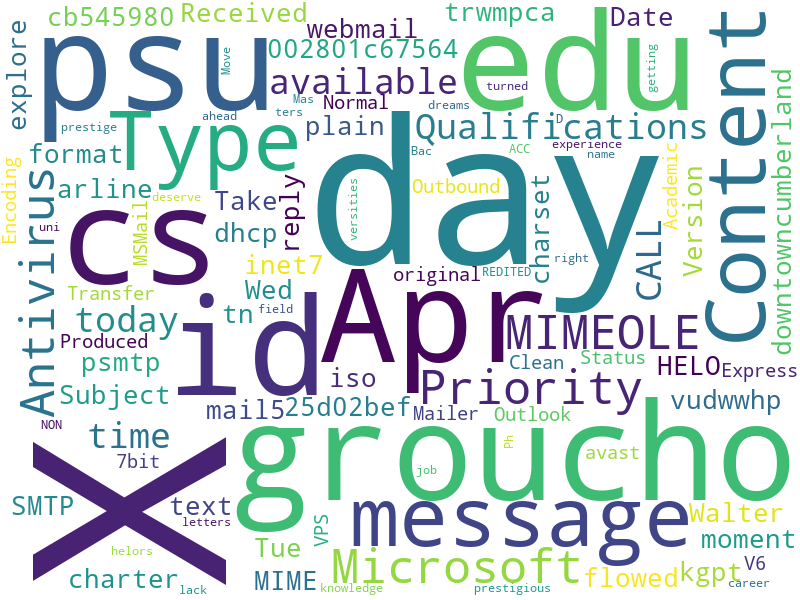 cb545980 Received trwmpca Date
webmail
002801c67564
explore psu edu Content
Move available turned getting
Mas Normal dreams
prestige ahead ters
Type plain Qualifications D
format Bac ACC experience name
Encoding arline Take reply versities Outbound charset Academic Version downtowncumberland
deserve
uni Antivirus cs MSMail dhcp day CALL
inet7 original REDITED right
Transfer Wed id Apr
today tn field MIMEOLE
Produced psmtp iso Clean Status HELO Express
Subject Priority
NON mail5 25d02bef Mailer Outlook vudwwhp
time X groucho Ph avast
7bit job
SMTP text message Walter
letters VPS moment
helors Tue Microsoft V6
charter lack MIME knowledge prestigious flowed kgpt career